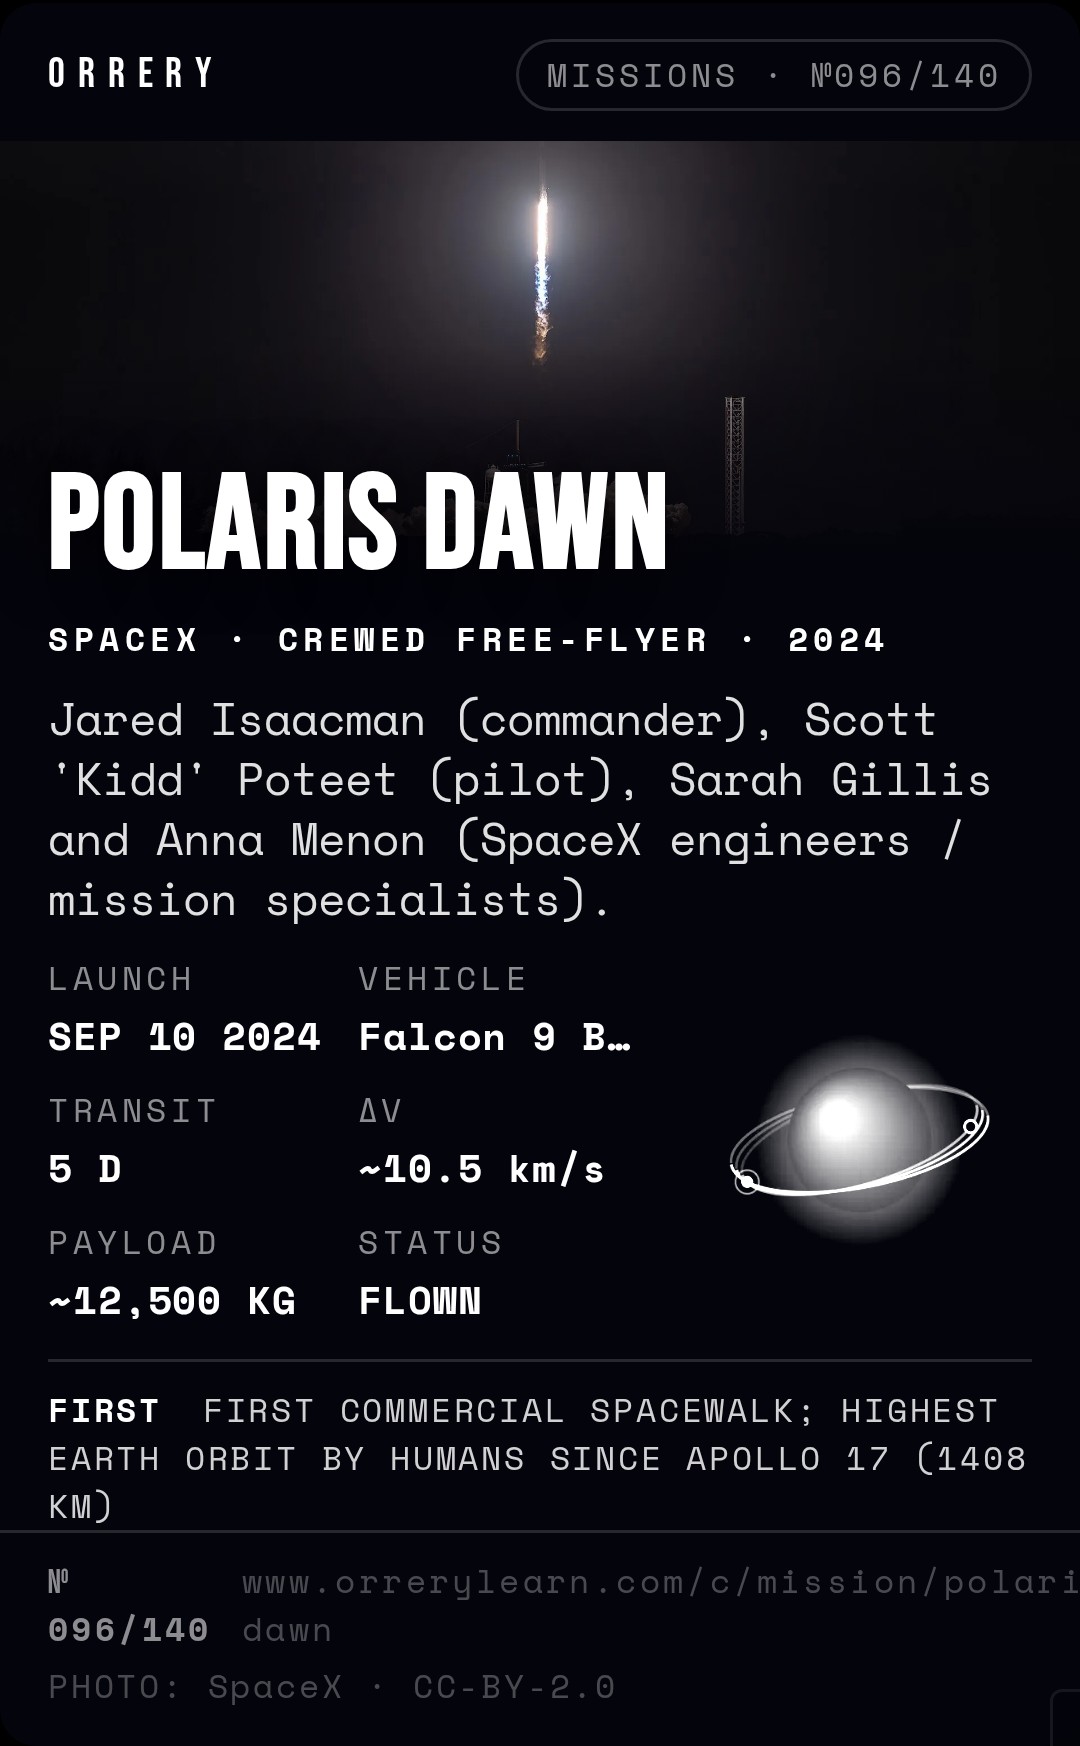 ORRERY
MISSIONS · №096/140
POLARIS DAWN
SPACEX · CREWED FREE-FLYER · 2024
Jared Isaacman (commander), Scott
'Kidd' Poteet (pilot), Sarah Gillis
and Anna Menon (SpaceX engineers /
mission specialists).
LAUNCH VEHICLE
SEP 10 2024 Falcon 9 B…
TRANSIT ΔV
5 D ~10.5 km/s
PAYLOAD STATUS
~12,500 KG FLOWN
FIRST FIRST COMMERCIAL SPACEWALK; HIGHEST
EARTH ORBIT BY HUMANS SINCE APOLLO 17 (1408
KM)
№ www.orrerylearn.com/c/mission/polari
096/140 dawn
PHOTO: SpaceX · CC-BY-2.0